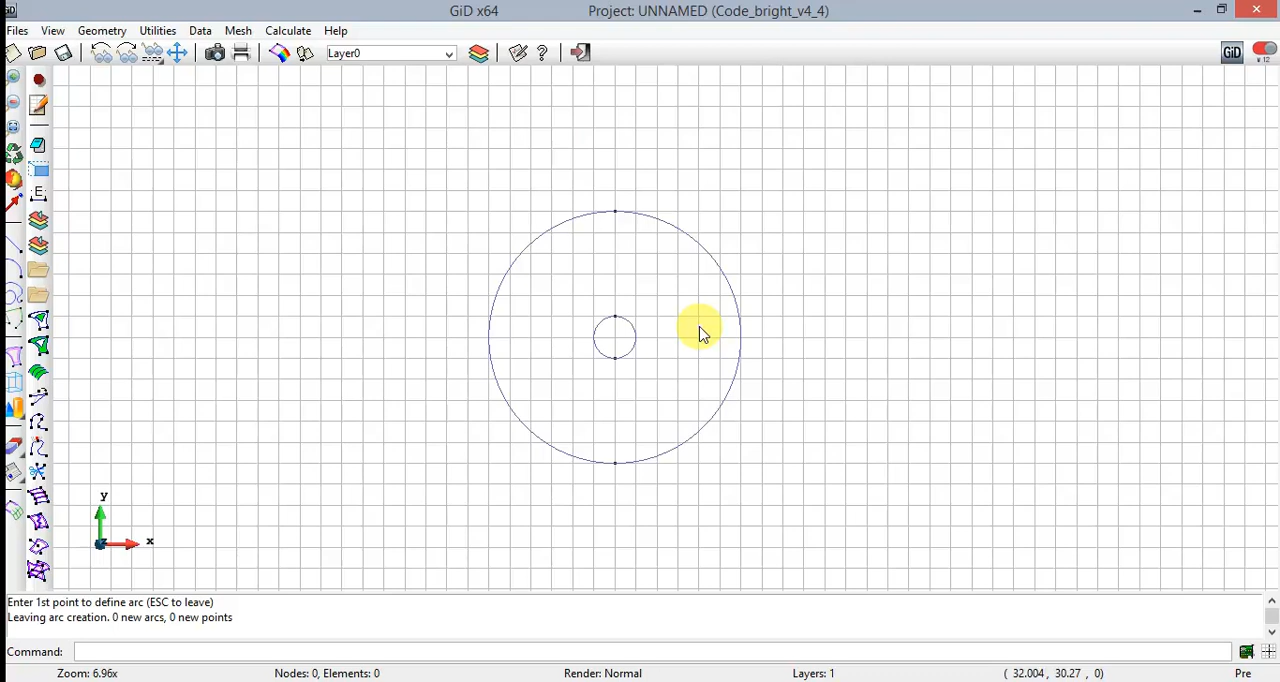 GiD
GiD x64
Project: UNNAMED (Code_bright_v4_4)
Files View Geometry Utilities Data Mesh Calculate Help
Layer0
GiD
v 12
E
y
z
x
Enter 1st point to define arc (ESC to leave)
Leaving arc creation. 0 new arcs, 0 new points
Command:
Zoom: 6.96x Nodes: 0, Elements: 0 Render: Normal Layers: 1 ( 32.004 , 30.27 , 0) Pre